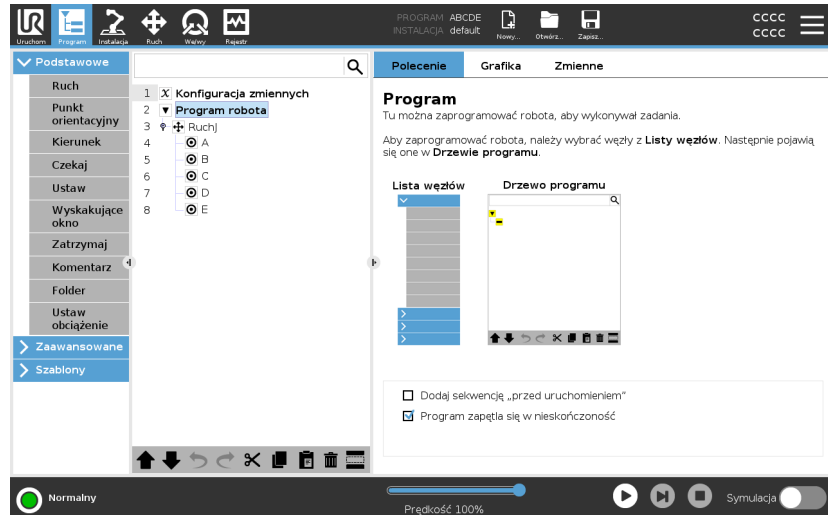 UR
PROGRAM ABCDE
INSTALACJA default
CCCC
CCCC
Uruchom Program Instalacja Ruch We/wy Rejestr Nowy... Otwórz... Zapisz...
Podstawowe
Ruch
Punkt
orientacyjny
Kierunek
Czekaj
Ustaw
Wyskakujące
okno
Zatrzymaj
Komentarz
Folder
Ustaw
obciążenie
Zaawansowane
Szablony
1 X Konfiguracja zmiennych
2 Program robota
3 RuchJ
4 A
5 B
6 C
7 D
8 E
Polecenie Grafika Zmienne
Program
Tu można zaprogramować robota, aby wykonywał zadania.
Aby zaprogramować robota, należy wybrać węzły z Listy węzłów. Następnie pojawią
się one w Drzewie programu.
Lista węzłów Drzewo programu
Dodaj sekwencję „przed uruchomieniem”
Program zapętla się w nieskończoność
Normalny
Prędkość 100%
Symulacja